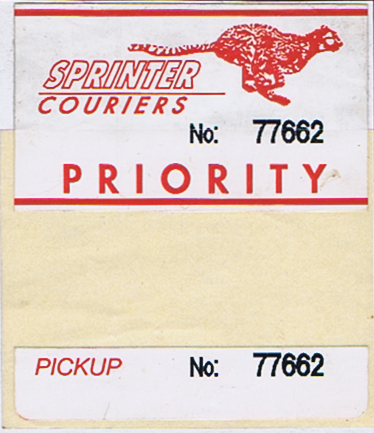 SPRINTER
COURIERS
No: 77662
PRIORITY
PICKUP No: 77662